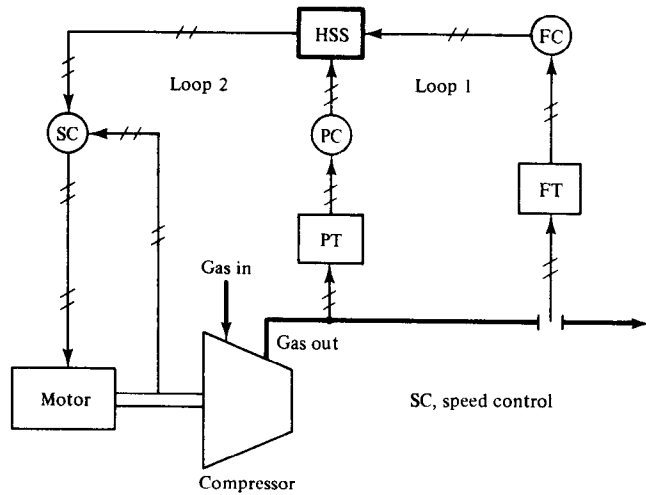 HSS
FC
Loop 2
Loop 1
SC
PC
FT
PT
Gas in
Gas out
Motor
SC, speed control
Compressor